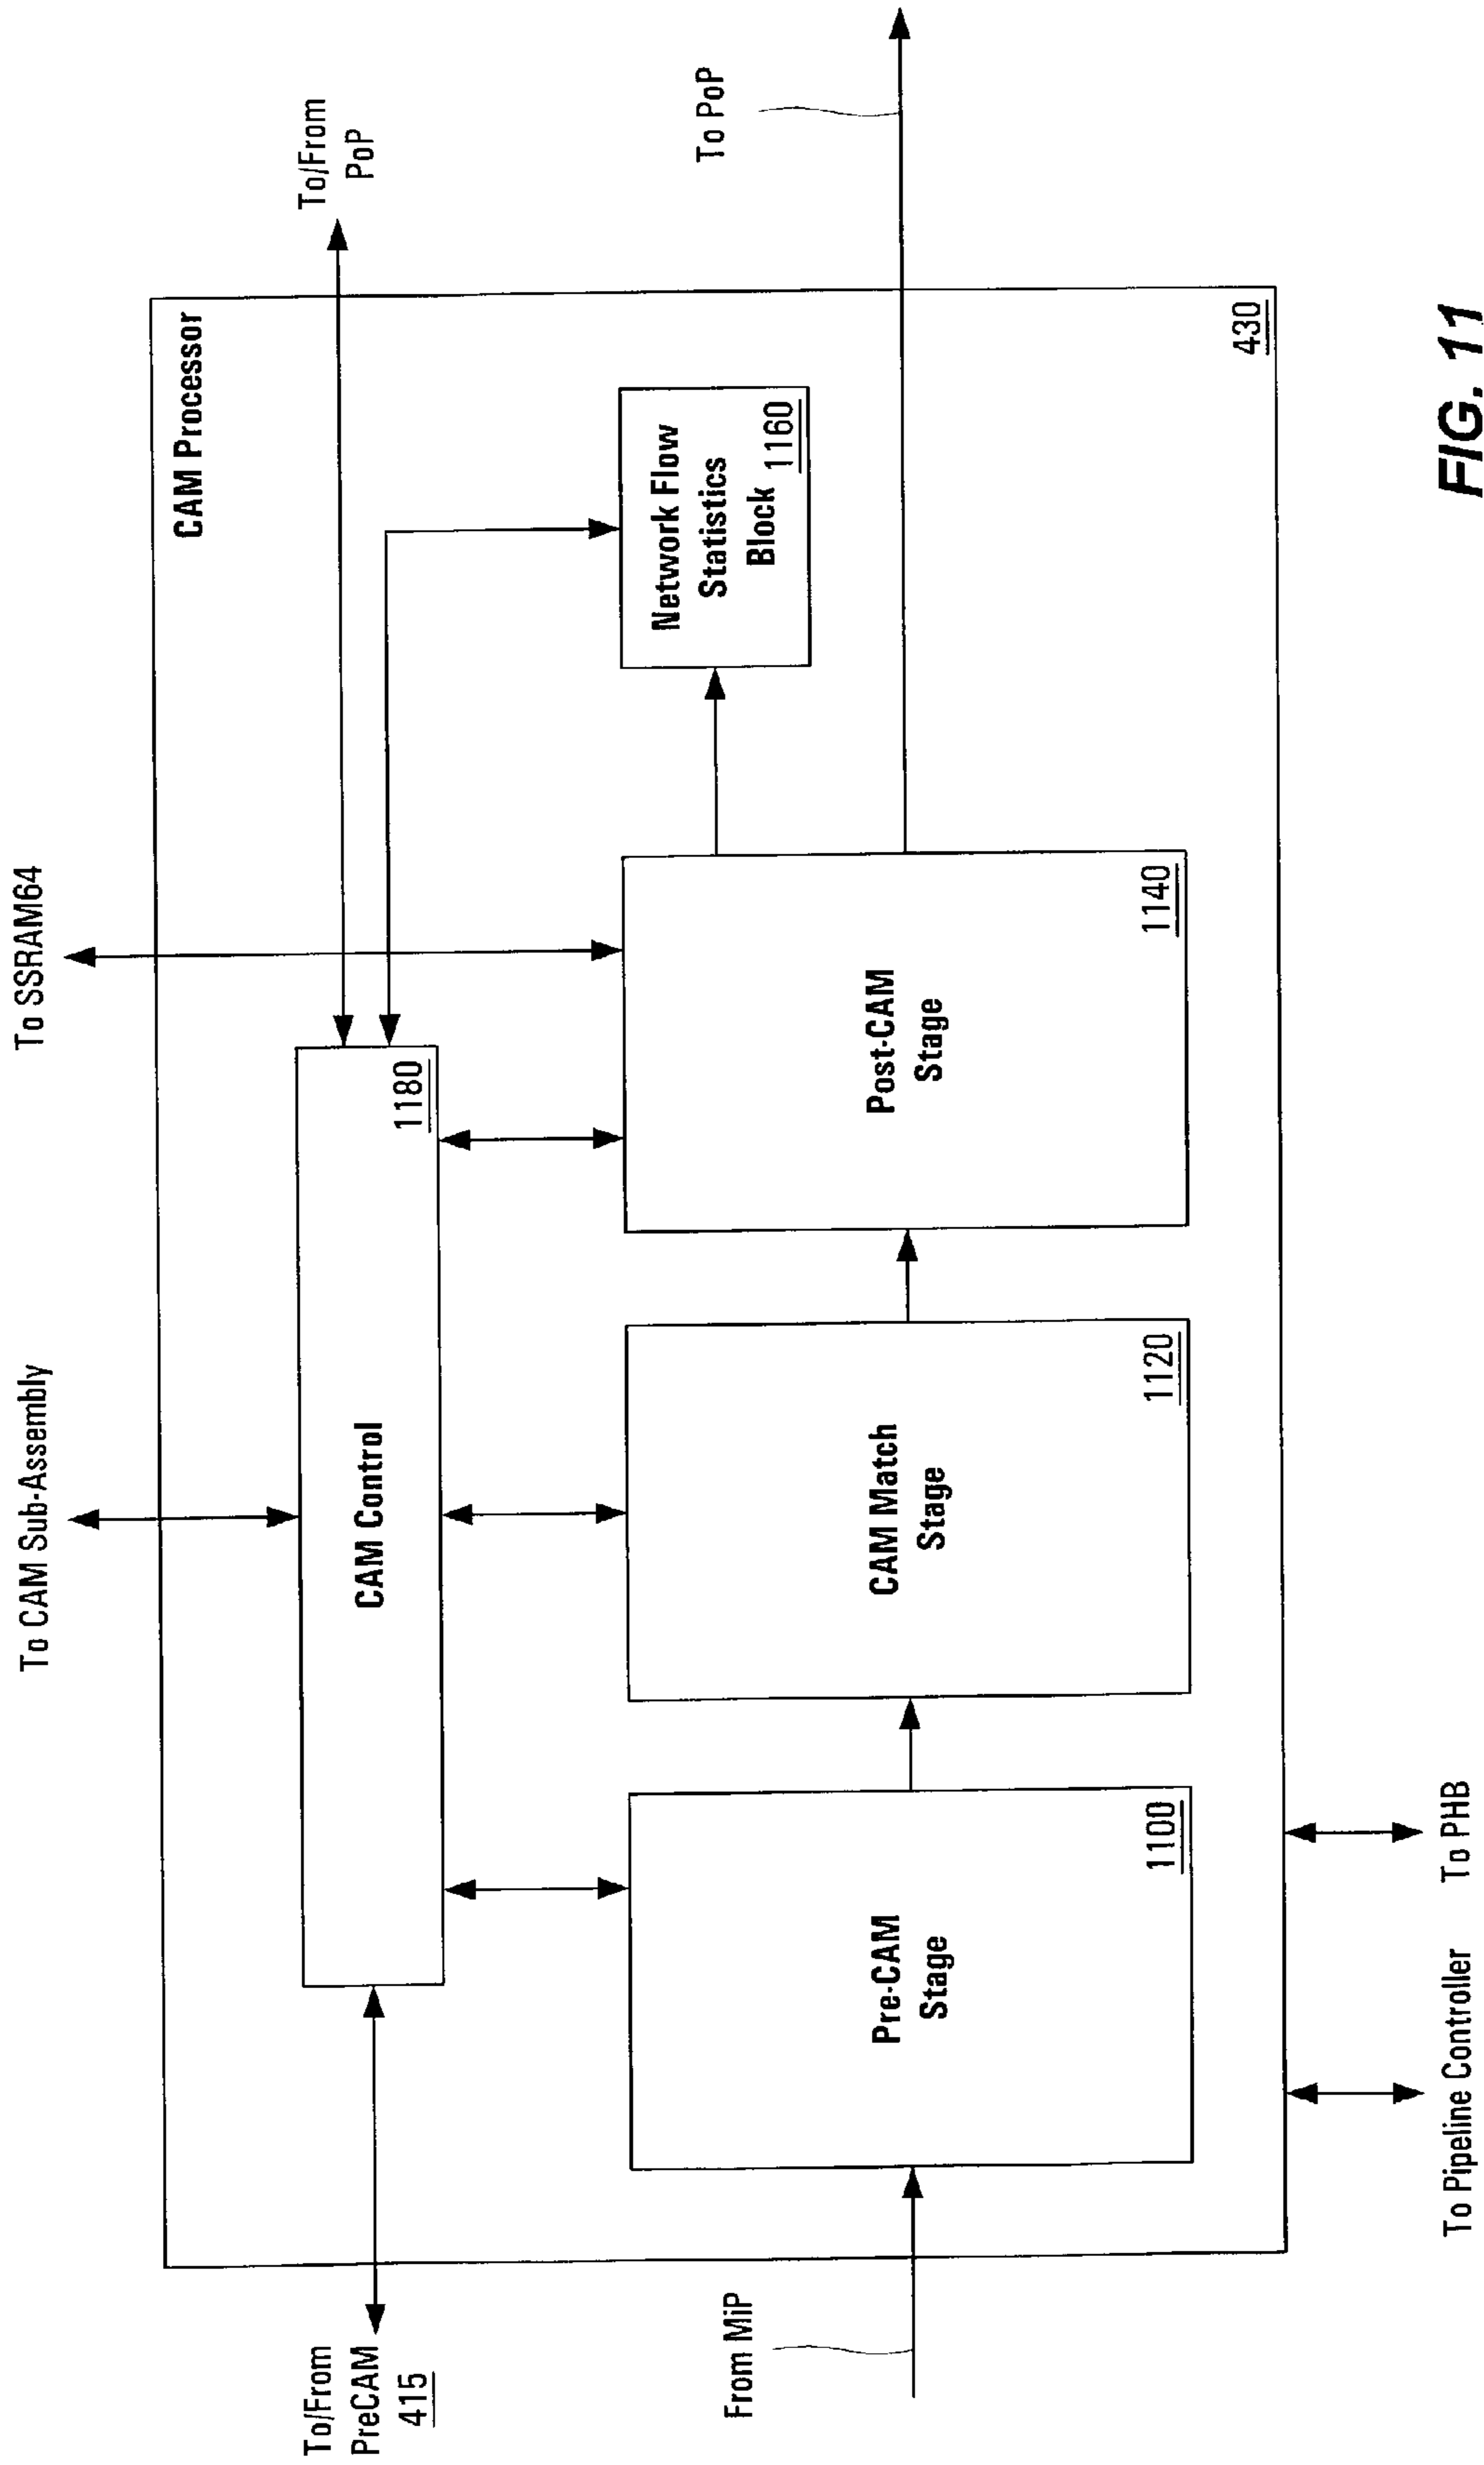 To CAM Sub-Assembly
To SSRAM64
CAM Processor
To/From
PreCAM
415
CAM Control
1180
To/From
PoP
From MiP
Pre-CAM
Stage
1100
CAM Match
Stage
1120
Post-CAM
Stage
1140
Network Flow
Statistics
Block 1160
To PoP
430
To Pipeline Controller
To PHB
FIG. 11